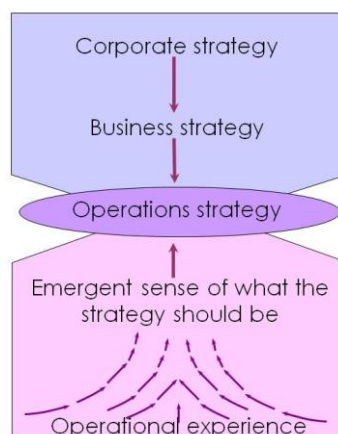 Corporate strategy
Business strategy
Operations strategy
Emergent sense of what the
strategy should be
Operational experience